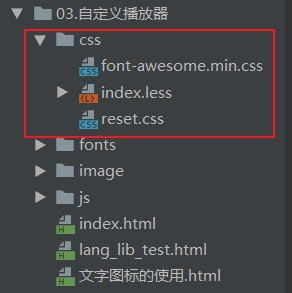 03.自定义播放器
css
font-awesome.min.css
index.less
reset.css
fonts
image
js
index.html
lang_lib_test.html
文字图标的使用.html